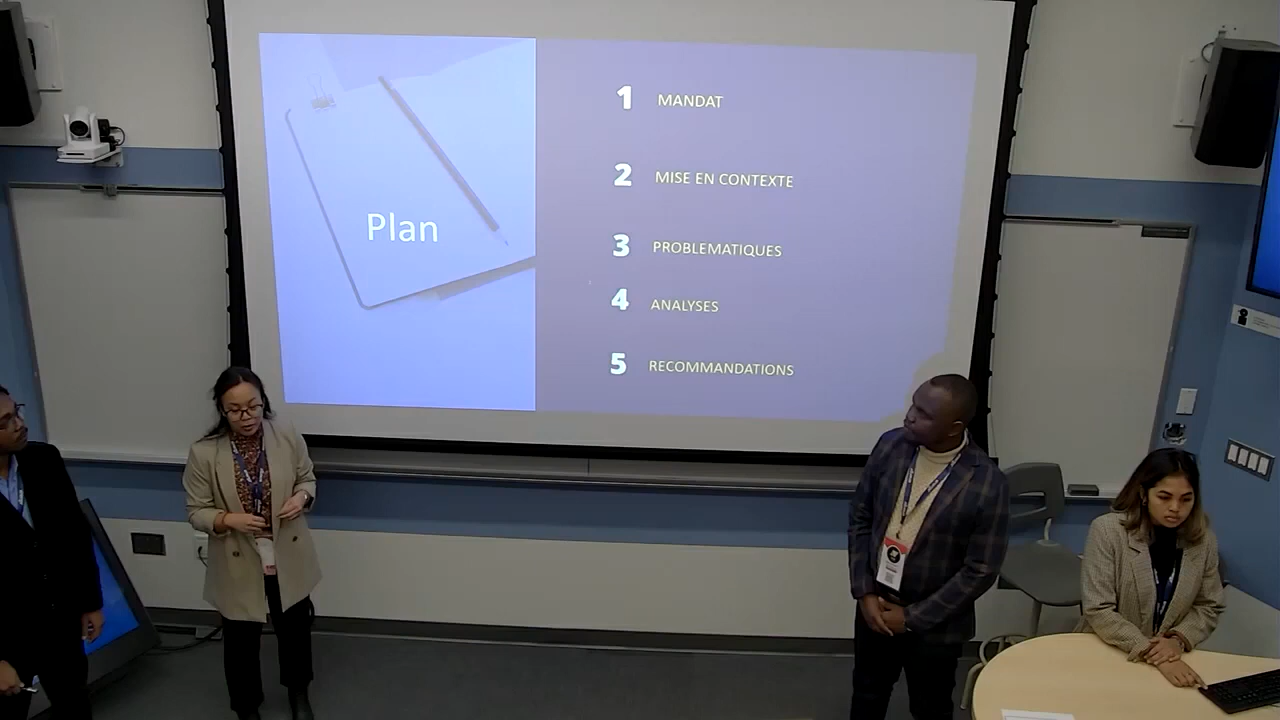 Plan
1 MANDAT
2 MISE EN CONTEXTE
3 PROBLEMATIQUES
4 ANALYSES
5 RECOMMANDATIONS